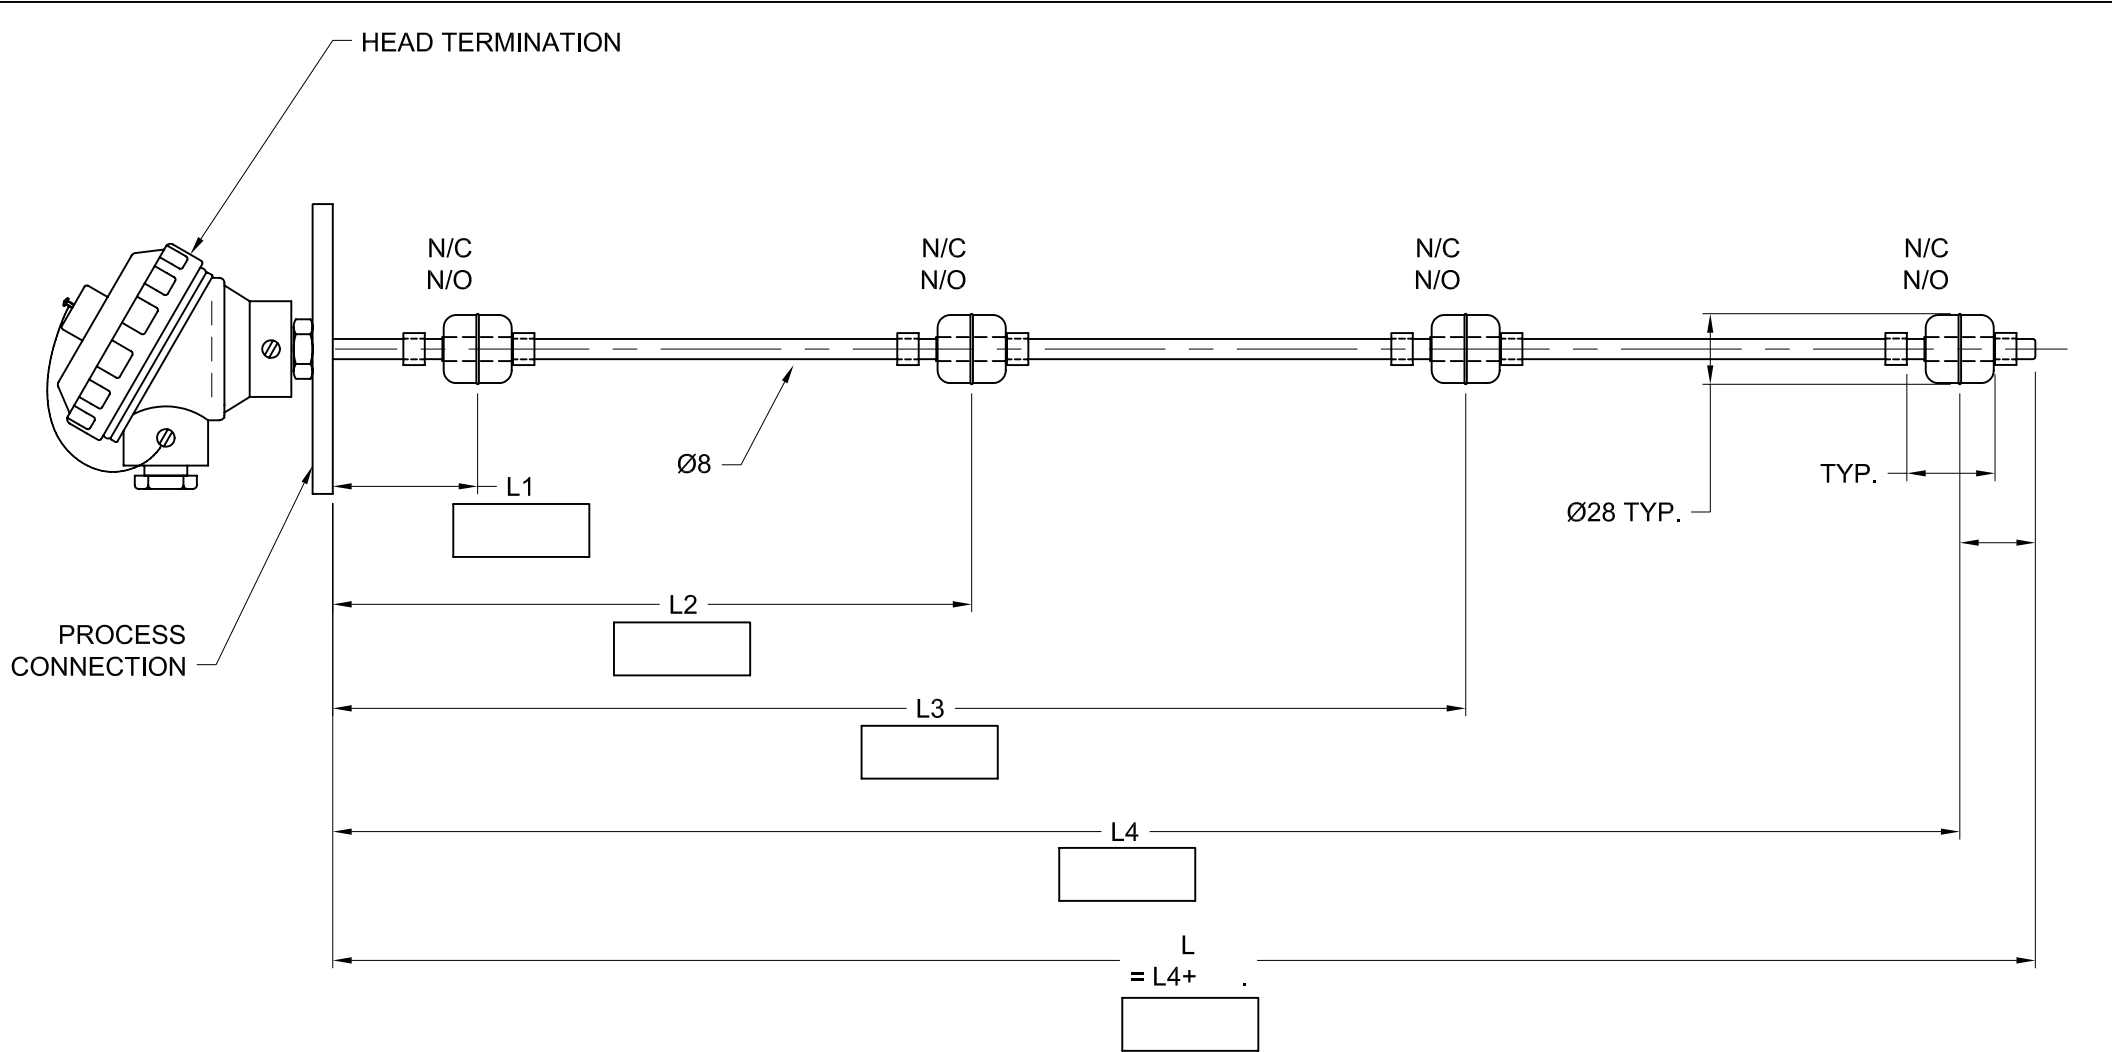 HEAD TERMINATION
N/C
N/O
N/C
N/O
N/C
N/O
N/C
N/O
Ø8
TYP.
L1
Ø28 TYP.
L2
PROCESS
CONNECTION
L3
L4
L
= L4+ .